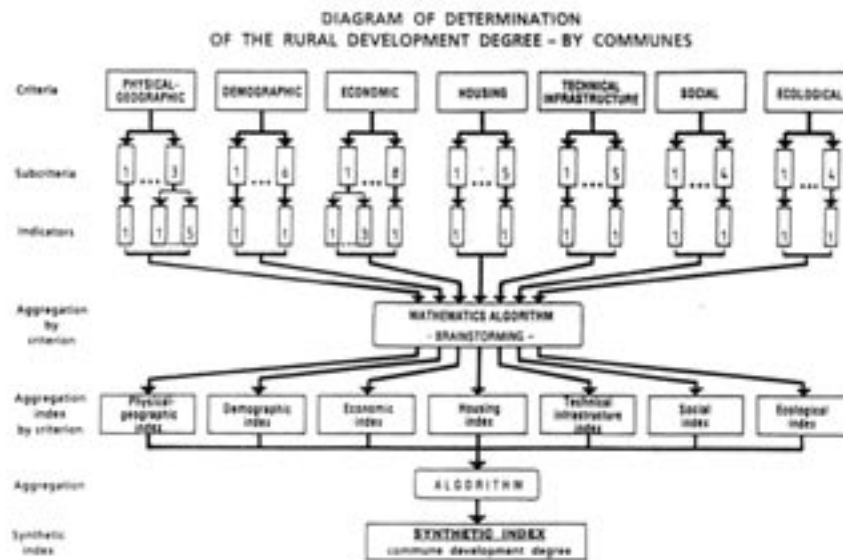 DIAGRAM OF DETERMINATION
OF THE RURAL DEVELOPMENT DEGREE – BY COMMUNES
Criteria
PHYSICAL-
GEOGRAPHIC
DEMOGRAPHIC
ECONOMIC
HOUSING
TECHNICAL
INFRASTRUCTURE
SOCIAL
ECOLOGICAL
Subcriteria
1 ... 3
1 ... 6
1 ... 8
1 ... 5
1 ... 5
1 ... 4
1 ... 4
Indicators
1 1 5
1 1
1 3 1
1 1
1 1
1 1
1 1
Aggregation
by
criterion
MATHEMATICS ALGORITHM
- BRAINSTORMING -
Aggregation
index
by criterion
Physical-
geographic
index
Demographic
index
Economic
index
Housing
index
Technical
infrastructure
index
Social
index
Ecological
index
Aggregation
ALGORITHM
Synthetic
index
SYNTHETIC INDEX
commune development degree